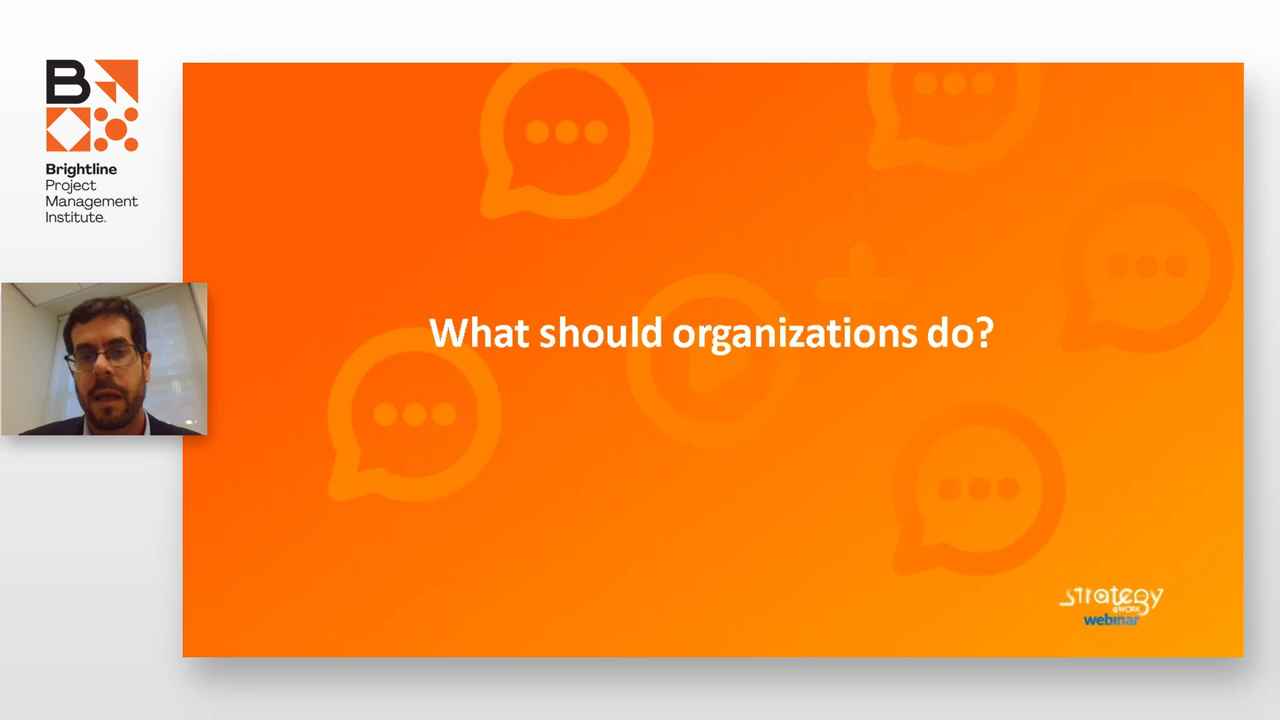 B
Brightline
Project
Management
Institute.
What should organizations do?
strategy
@WORK
webinar